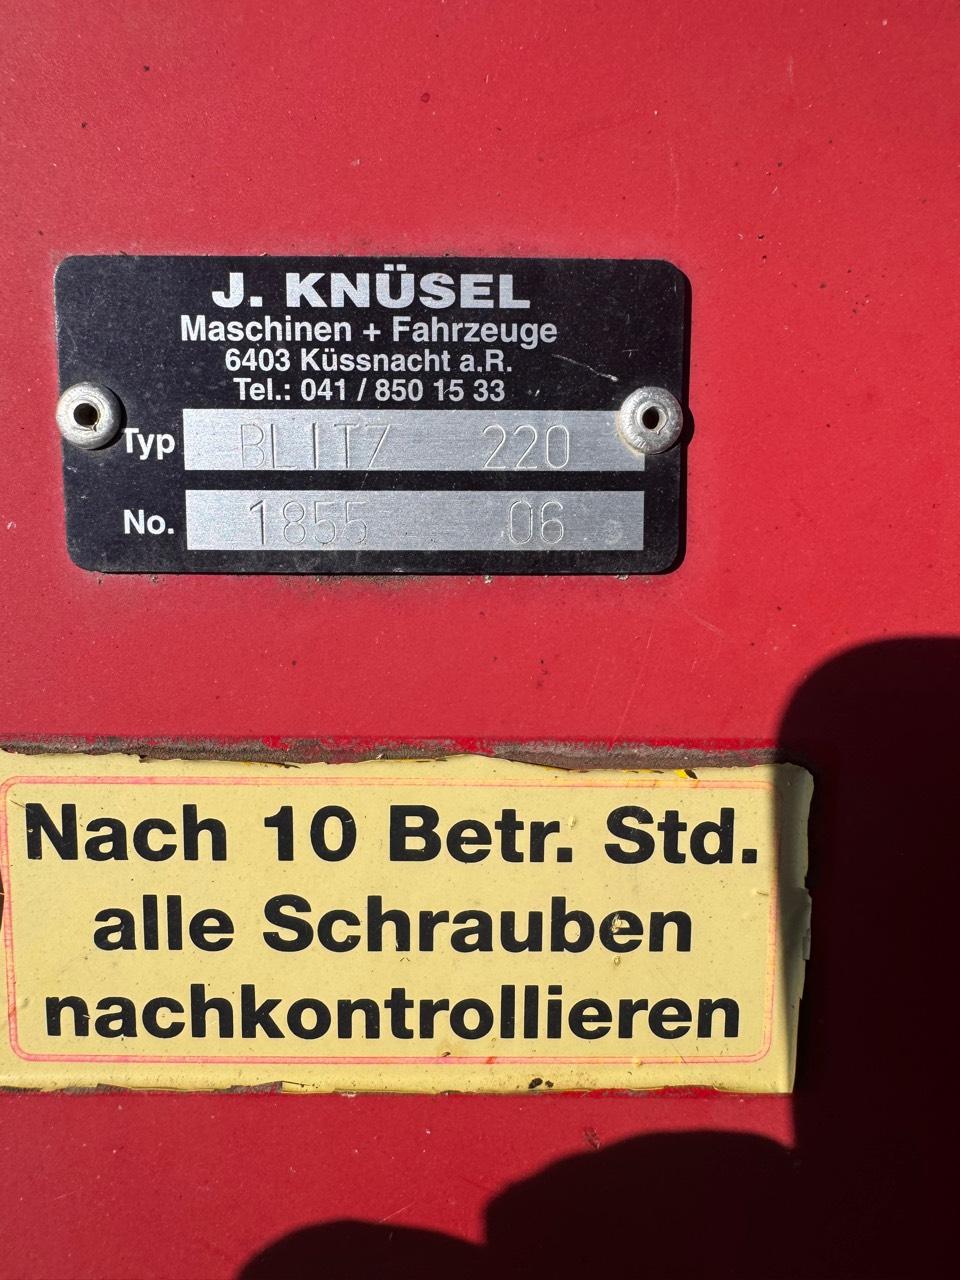 J. KNÜSEL
Maschinen + Fahrzeuge
6403 Küssnacht a.R.
Tel.: 041 / 850 15 33
Typ BLITZ 220
No. 1855 06
Nach 10 Betr. Std.
alle Schrauben
nachkontrollieren